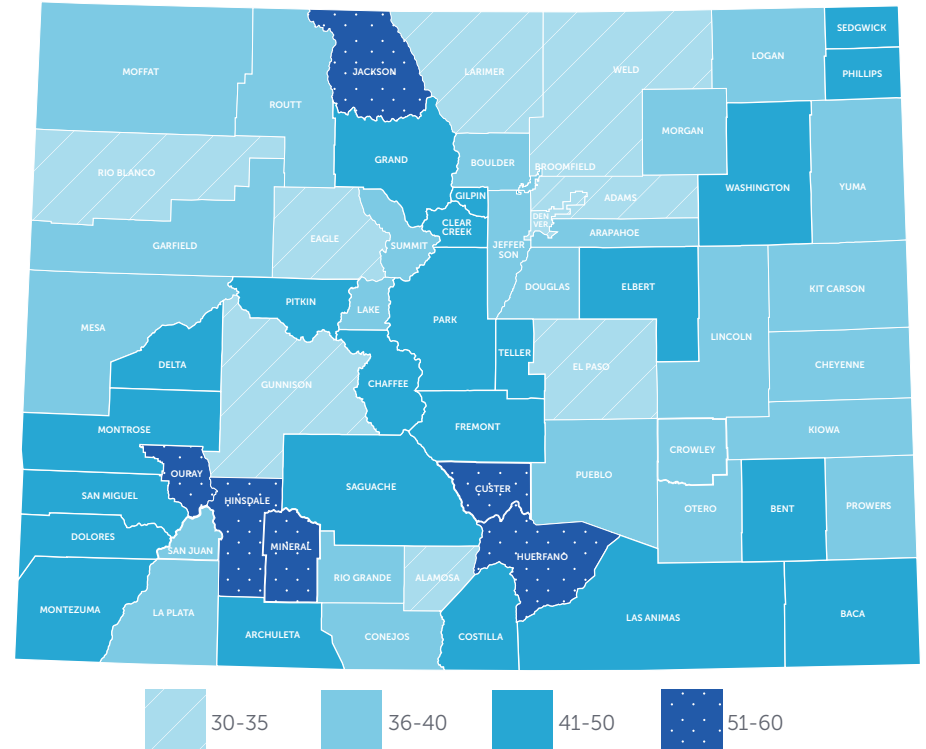 SEDGWICK
LOGAN
MOFFAT
JACKSON
LARIMER
WELD
PHILLIPS
ROUTT
MORGAN
GRAND
BOULDER
BROOMFIELD
RIO BLANCO
WASHINGTON
YUMA
GILPIN
ADAMS
CLEAR
CREEK
DEN
VER
ARAPAHOE
EAGLE
GARFIELD
SUMMIT
JEFFER
SON
DOUGLAS
ELBERT
KIT CARSON
PITKIN
LAKE
PARK
MESA
LINCOLN
TELLER
DELTA
EL PASO
CHEYENNE
GUNNISON
CHAFFEE
MONTROSE
FREMONT
KIOWA
CROWLEY
OURAY
PUEBLO
SAN MIGUEL
HINSDALE
SAGUACHE
CUSTER
OTERO
BENT
PROWERS
DOLORES
SAN JUAN
MINERAL
HUERFANO
RIO GRANDE
ALAMOSA
MONTEZUMA
LA PLATA
ARCHULETA
CONEJOS
COSTILLA
LAS ANIMAS
BACA
30-35
36-40
41-50
51-60